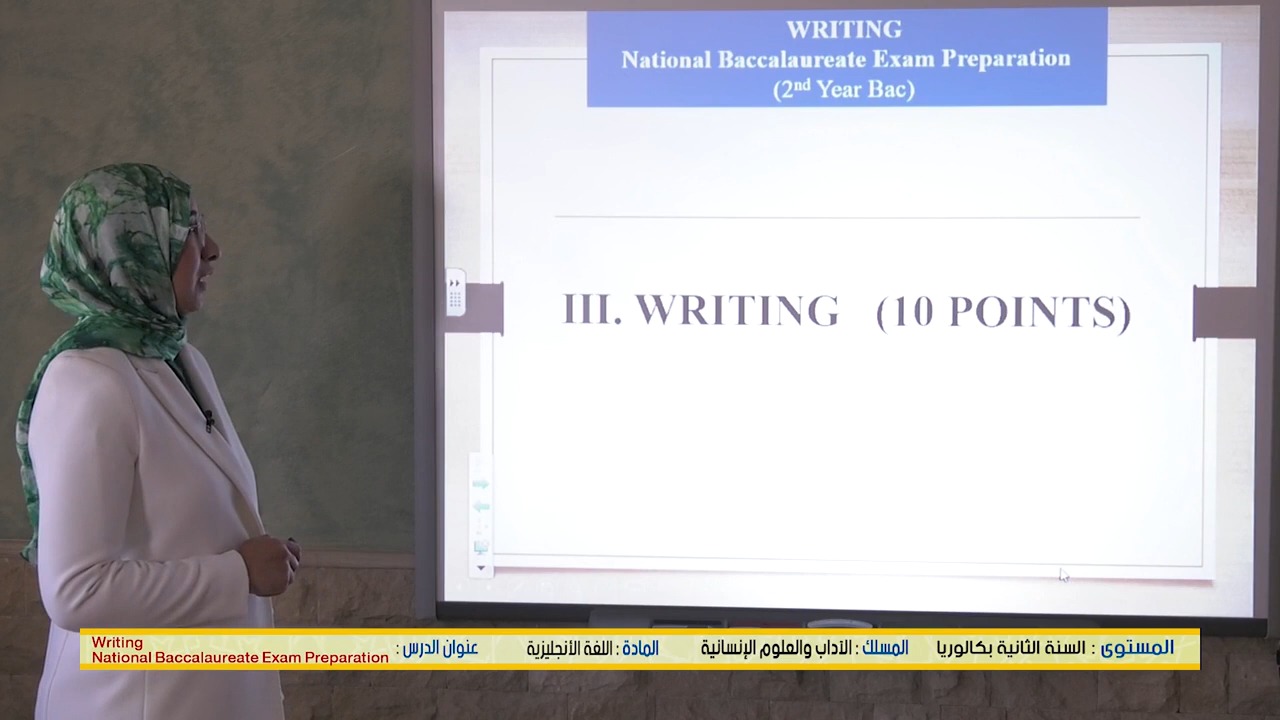 WRITING
National Baccalaureate Exam Preparation
(2nd Year Bac)
III. WRITING (10 POINTS)
المستوى : السنة الثانية بكالوريا
المسلك : الآداب والعلوم الإنسانية
المادة : اللغة الأنجليزية
عنوان الدرس :
Writing
National Baccalaureate Exam Preparation